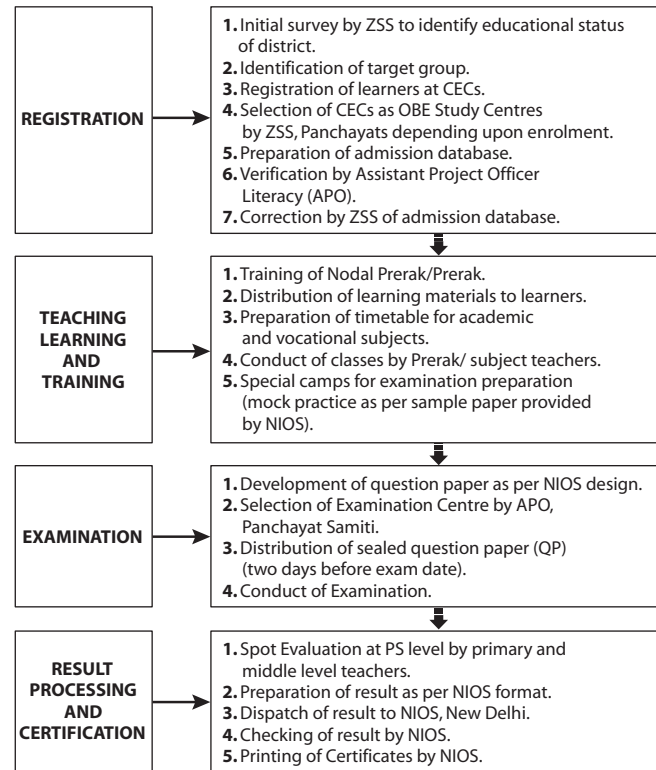 REGISTRATION
1. Initial survey by ZSS to identify educational status
of district.
2. Identification of target group.
3. Registration of learners at CECs.
4. Selection of CECs as OBE Study Centres
by ZSS, Panchayats depending upon enrolment.
5. Preparation of admission database.
6. Verification by Assistant Project Officer
Literacy (APO).
7. Correction by ZSS of admission database.
TEACHING
LEARNING
AND
TRAINING
1. Training of Nodal Prerak/Prerak.
2. Distribution of learning materials to learners.
3. Preparation of timetable for academic
and vocational subjects.
4. Conduct of classes by Prerak/ subject teachers.
5. Special camps for examination preparation
(mock practice as per sample paper provided
by NIOS).
EXAMINATION
1. Development of question paper as per NIOS design.
2. Selection of Examination Centre by APO,
Panchayat Samiti.
3. Distribution of sealed question paper (QP)
(two days before exam date).
4. Conduct of Examination.
RESULT
PROCESSING
AND
CERTIFICATION
1. Spot Evaluation at PS level by primary and
middle level teachers.
2. Preparation of result as per NIOS format.
3. Dispatch of result to NIOS, New Delhi.
4. Checking of result by NIOS.
5. Printing of Certificates by NIOS.